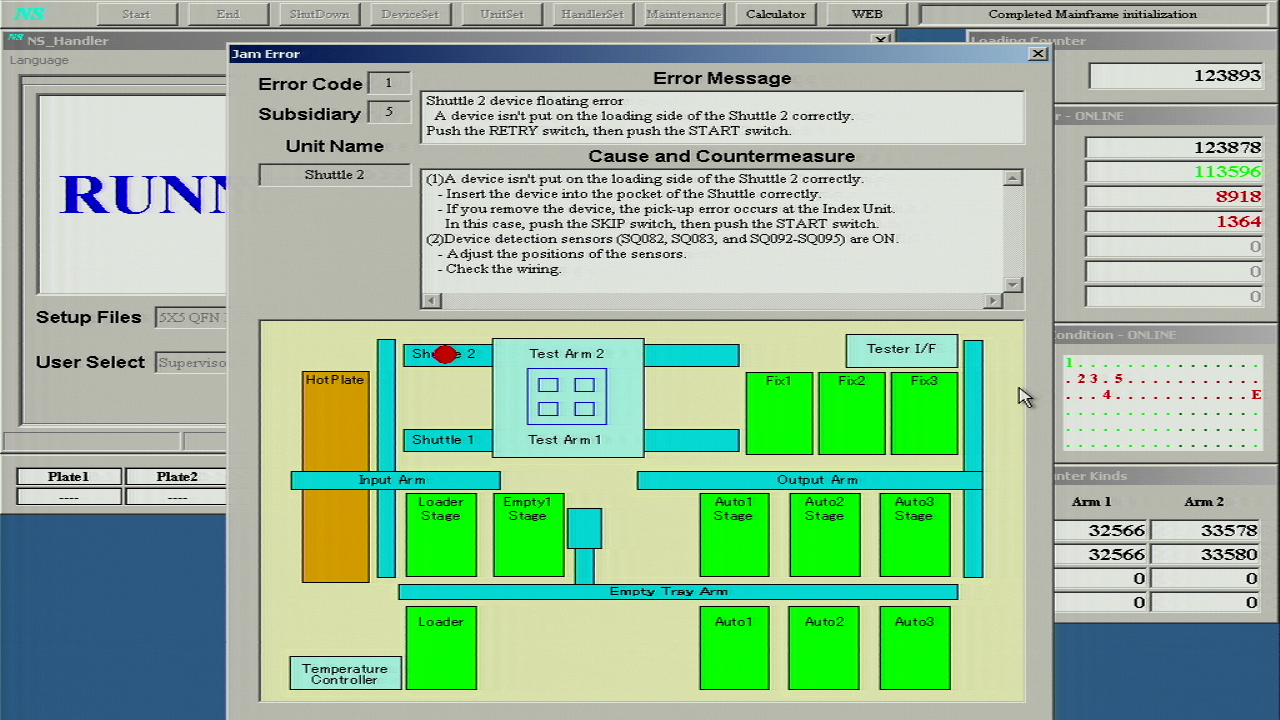 NS
Start
End
ShutDown
DeviceSet
UnitSet
HandlerSet
Maintenance
Calculator
WEB
Completed Mainframe initialization
NS NS_Handler
Language
Jam Error
Loading Counter
Error Code 1
Subsidiary 5
Unit Name
Shuttle 2
Error Message
Shuttle 2 device floating error
A device isn't put on the loading side of the Shuttle 2 correctly.
Push the RETRY switch, then push the START switch.
Cause and Countermeasure
(1)A device isn't put on the loading side of the Shuttle 2 correctly.
- Insert the device into the pocket of the Shuttle correctly.
- If you remove the device, the pick-up error occurs at the Index Unit.
In this case, push the SKIP switch, then push the START switch.
(2)Device detection sensors (SQ082, SQ083, and SQ092-SQ095) are ON.
- Adjust the positions of the sensors.
- Check the wiring.
Setup Files 5X5 QFN
User Select
Plate1 Plate2
---- ----
123893
- ONLINE
123878
113596
8918
1364
0
0
0
- ONLINE
1 . . . . . . . . . . . . . . .
. 2 3 . 5 . . . . . . . . . . .
. . . 4 . . . . . . . . . . . E
Kinds
Arm 1 Arm 2
32566 33578
32566 33580
0 0
0 0
2
Test Arm 2
Tester I/F
HotPlate
Fix1
Fix2
Fix3
Shuttle 1
Test Arm 1
Input Arm
Output Arm
Loader
Stage
Empty1
Stage
Auto1
Stage
Auto2
Stage
Auto3
Stage
Empty Tray Arm
Loader
Auto1
Auto2
Auto3
Temperature
Controller